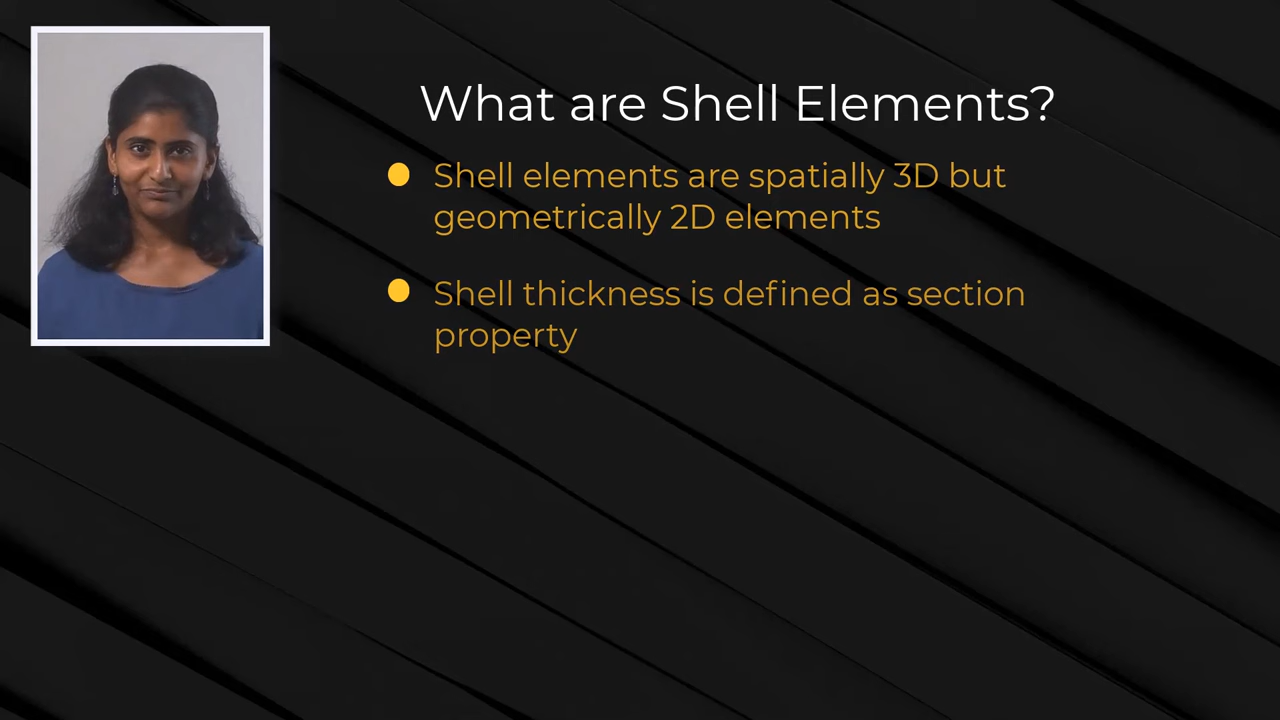 What are Shell Elements?
Shell elements are spatially 3D but
geometrically 2D elements
Shell thickness is defined as section
property